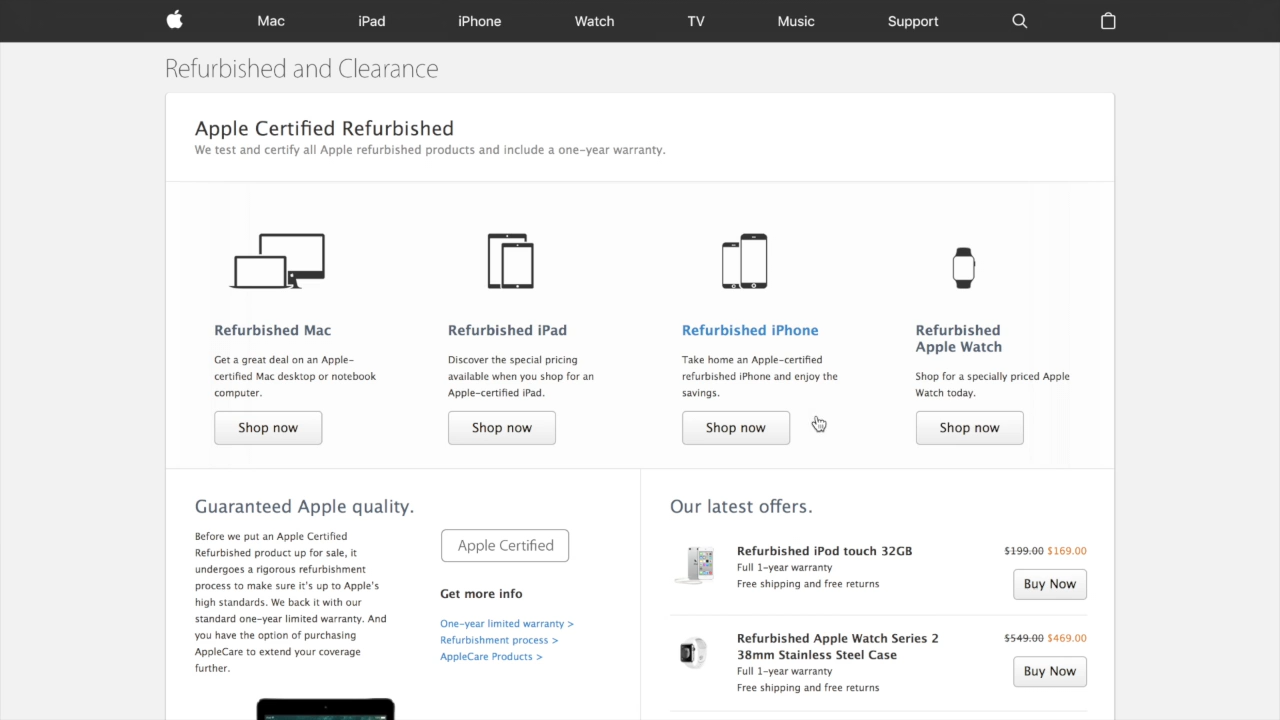 Mac iPad iPhone Watch TV Music Support
Refurbished and Clearance
Apple Certified Refurbished
We test and certify all Apple refurbished products and include a one-year warranty.
Refurbished Mac
Get a great deal on an Apple-
certified Mac desktop or notebook
computer.
Shop now
Refurbished iPad
Discover the special pricing
available when you shop for an
Apple-certified iPad.
Shop now
Refurbished iPhone
Take home an Apple-certified
refurbished iPhone and enjoy the
savings.
Shop now
Refurbished
Apple Watch
Shop for a specially priced Apple
Watch today.
Shop now
Guaranteed Apple quality.
Before we put an Apple Certified
Refurbished product up for sale, it
undergoes a rigorous refurbishment
process to make sure it's up to Apple's
high standards. We back it with our
standard one-year limited warranty. And
you have the option of purchasing
AppleCare to extend your coverage
further.
Apple Certified
Get more info
One-year limited warranty >
Refurbishment process >
AppleCare Products >
Our latest offers.
Refurbished iPod touch 32GB
Full 1-year warranty
Free shipping and free returns
$199.00 $169.00
Buy Now
Refurbished Apple Watch Series 2
38mm Stainless Steel Case
Full 1-year warranty
Free shipping and free returns
$549.00 $469.00
Buy Now